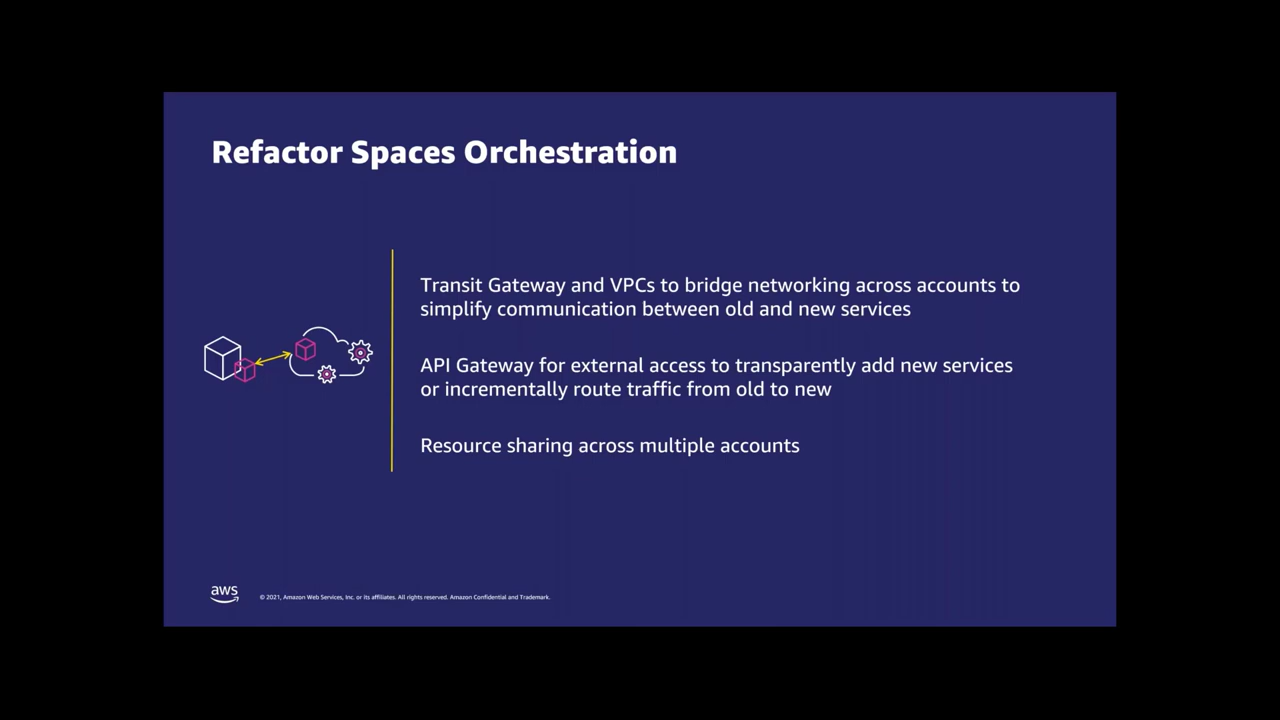 Refactor Spaces Orchestration
Transit Gateway and VPCs to bridge networking across accounts to
simplify communication between old and new services
API Gateway for external access to transparently add new services
or incrementally route traffic from old to new
Resource sharing across multiple accounts
aws
© 2021, Amazon Web Services, Inc. or its affiliates. All rights reserved. Amazon Confidential and Trademark.